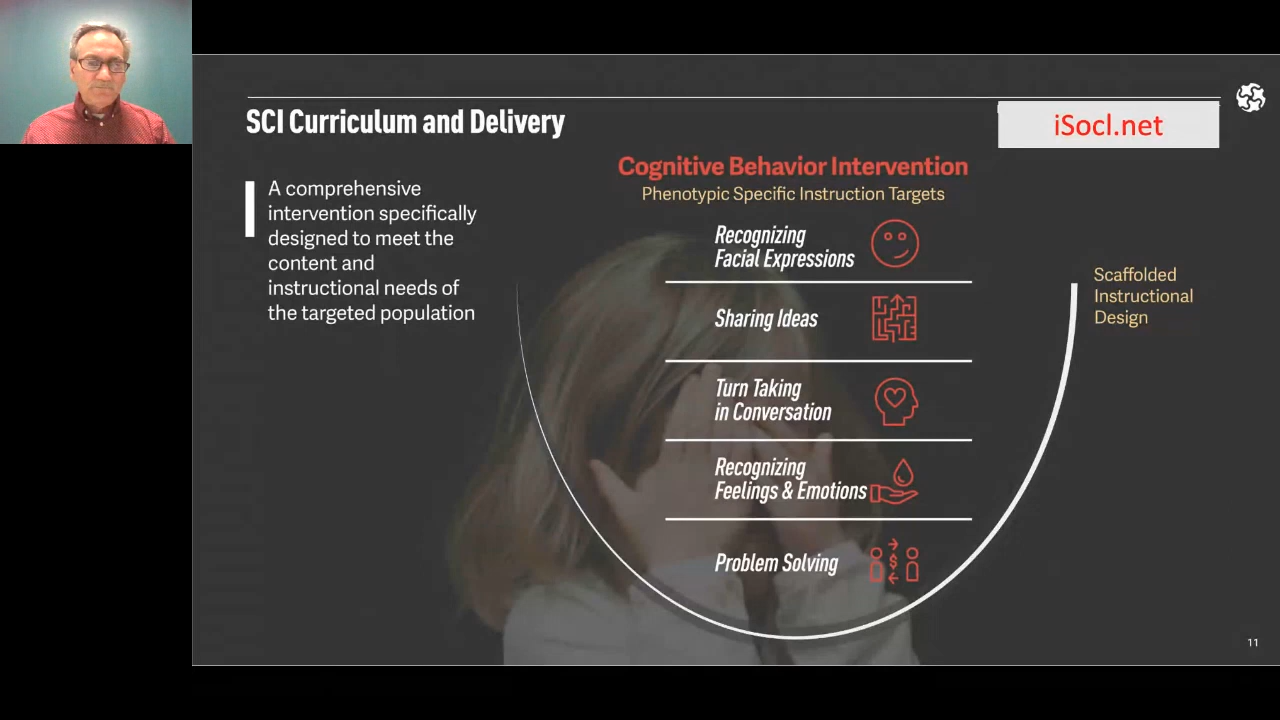 SCI Curriculum and Delivery
iSocl.net
A comprehensive
intervention specifically
designed to meet the
content and
instructional needs of
the targeted population
Cognitive Behavior Intervention
Phenotypic Specific Instruction Targets
Recognizing
Facial Expressions
Sharing Ideas
Turn Taking
in Conversation
Recognizing
Feelings & Emotions
Problem Solving
$
Scaffolded
Instructional
Design
11